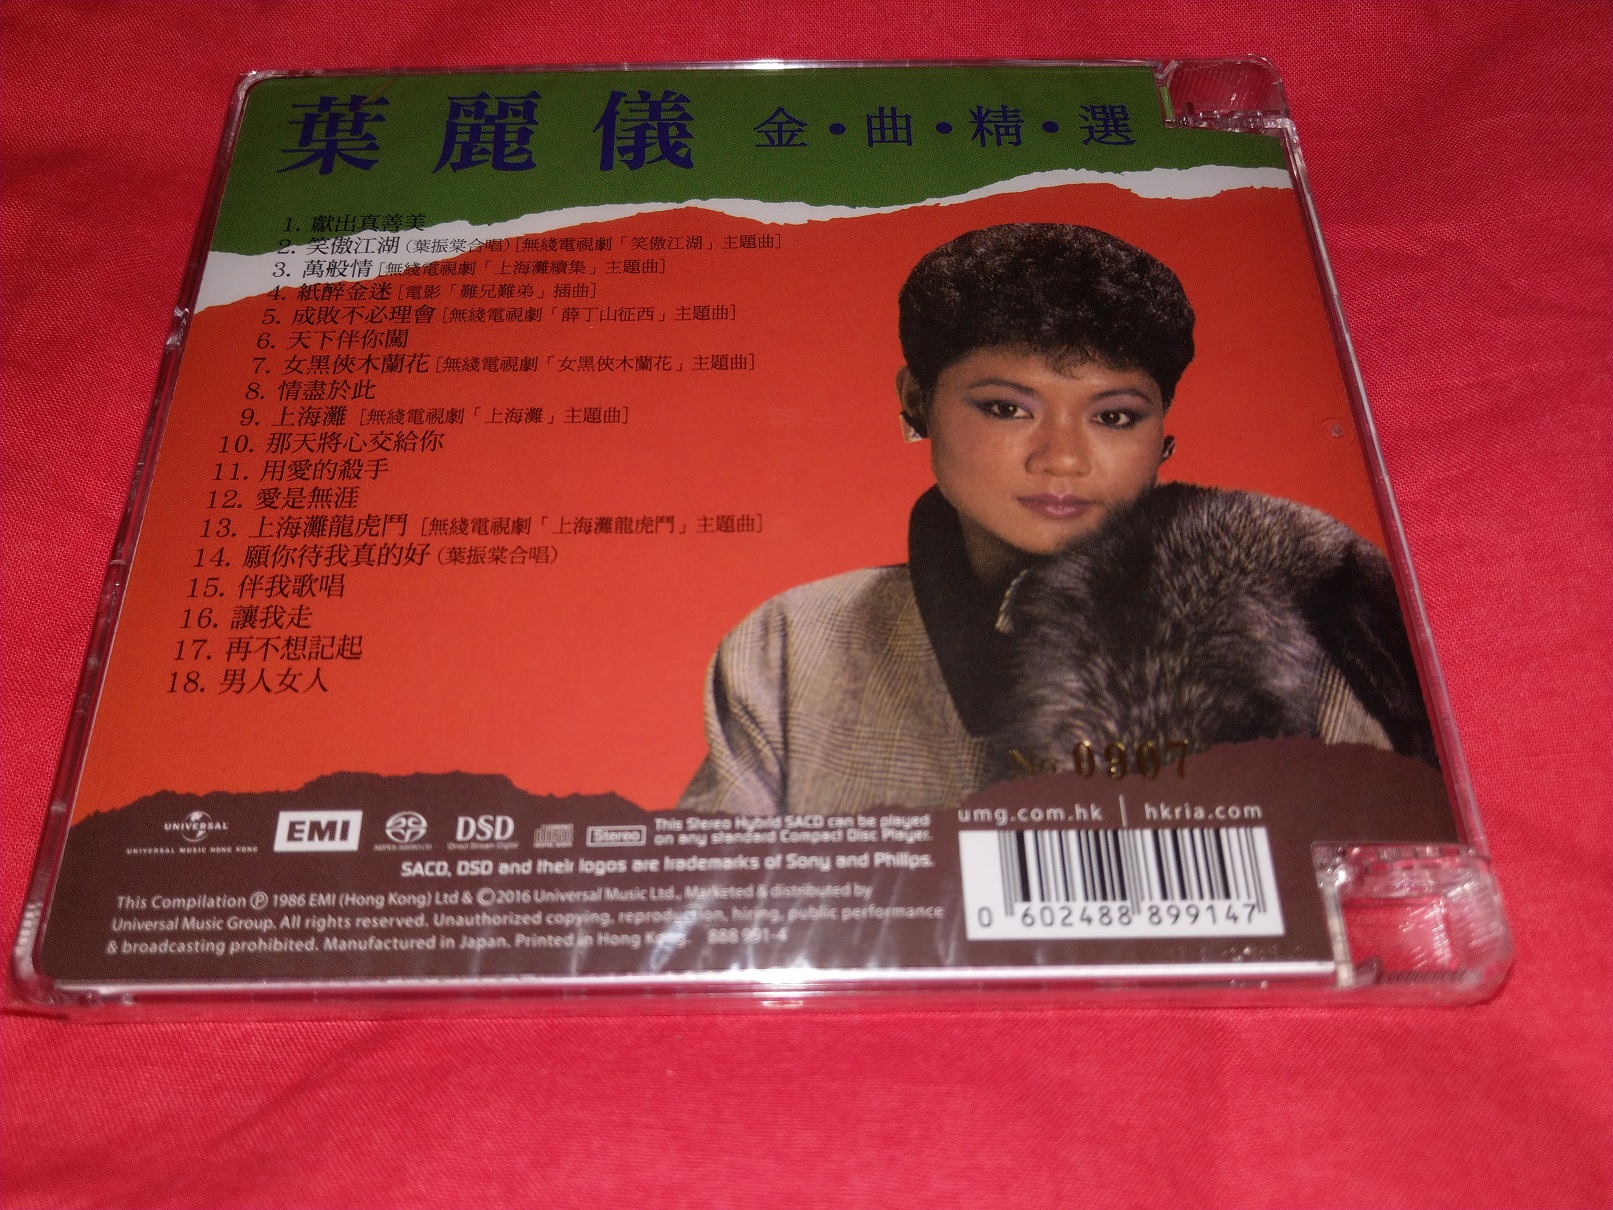 葉麗儀 金・曲・精・選
1. 獻出真善美
2. 笑傲江湖(葉振棠合唱)[無綫電視劇「笑傲江湖」主題曲]
3. 萬般情[無綫電視劇「上海灘續集」主題曲]
4. 紙醉金迷[電影「難兄難弟」插曲]
5. 成敗不必理會[無綫電視劇「薛丁山征西」主題曲]
6. 天下伴你闖
7. 女黑俠木蘭花[無綫電視劇「女黑俠木蘭花」主題曲]
8. 情盡於此
9. 上海灘 [無綫電視劇「上海灘」主題曲]
10. 那天將心交給你
11. 用愛的殺手
12. 愛是無涯
13. 上海灘龍虎鬥 [無綫電視劇「上海灘龍虎鬥」主題曲]
14. 願你待我真的好(葉振棠合唱)
15. 伴我歌唱
16. 讓我走
17. 再不想記起
18. 男人女人
No 0907
UNIVERSAL
UNIVERSAL MUSIC HONG KONG
EMI
SUPER AUDIO CD
DSD
Direct Stream Digital
Stereo
This Stereo Hybrid SACD can be played
on any standard Compact Disc Player.
SACD, DSD and their logos are trademarks of Sony and Philips.
This Compilation ℗ 1986 EMI (Hong Kong) Ltd & ©2016 Universal Music Ltd., Marketed & distributed by
Universal Music Group. All rights reserved. Unauthorized copying, reproduction, hiring, public performance
& broadcasting prohibited. Manufactured in Japan. Printed in Hong Kong. 888 991-4
umg.com.hk | hkria.com
0 602488 899147